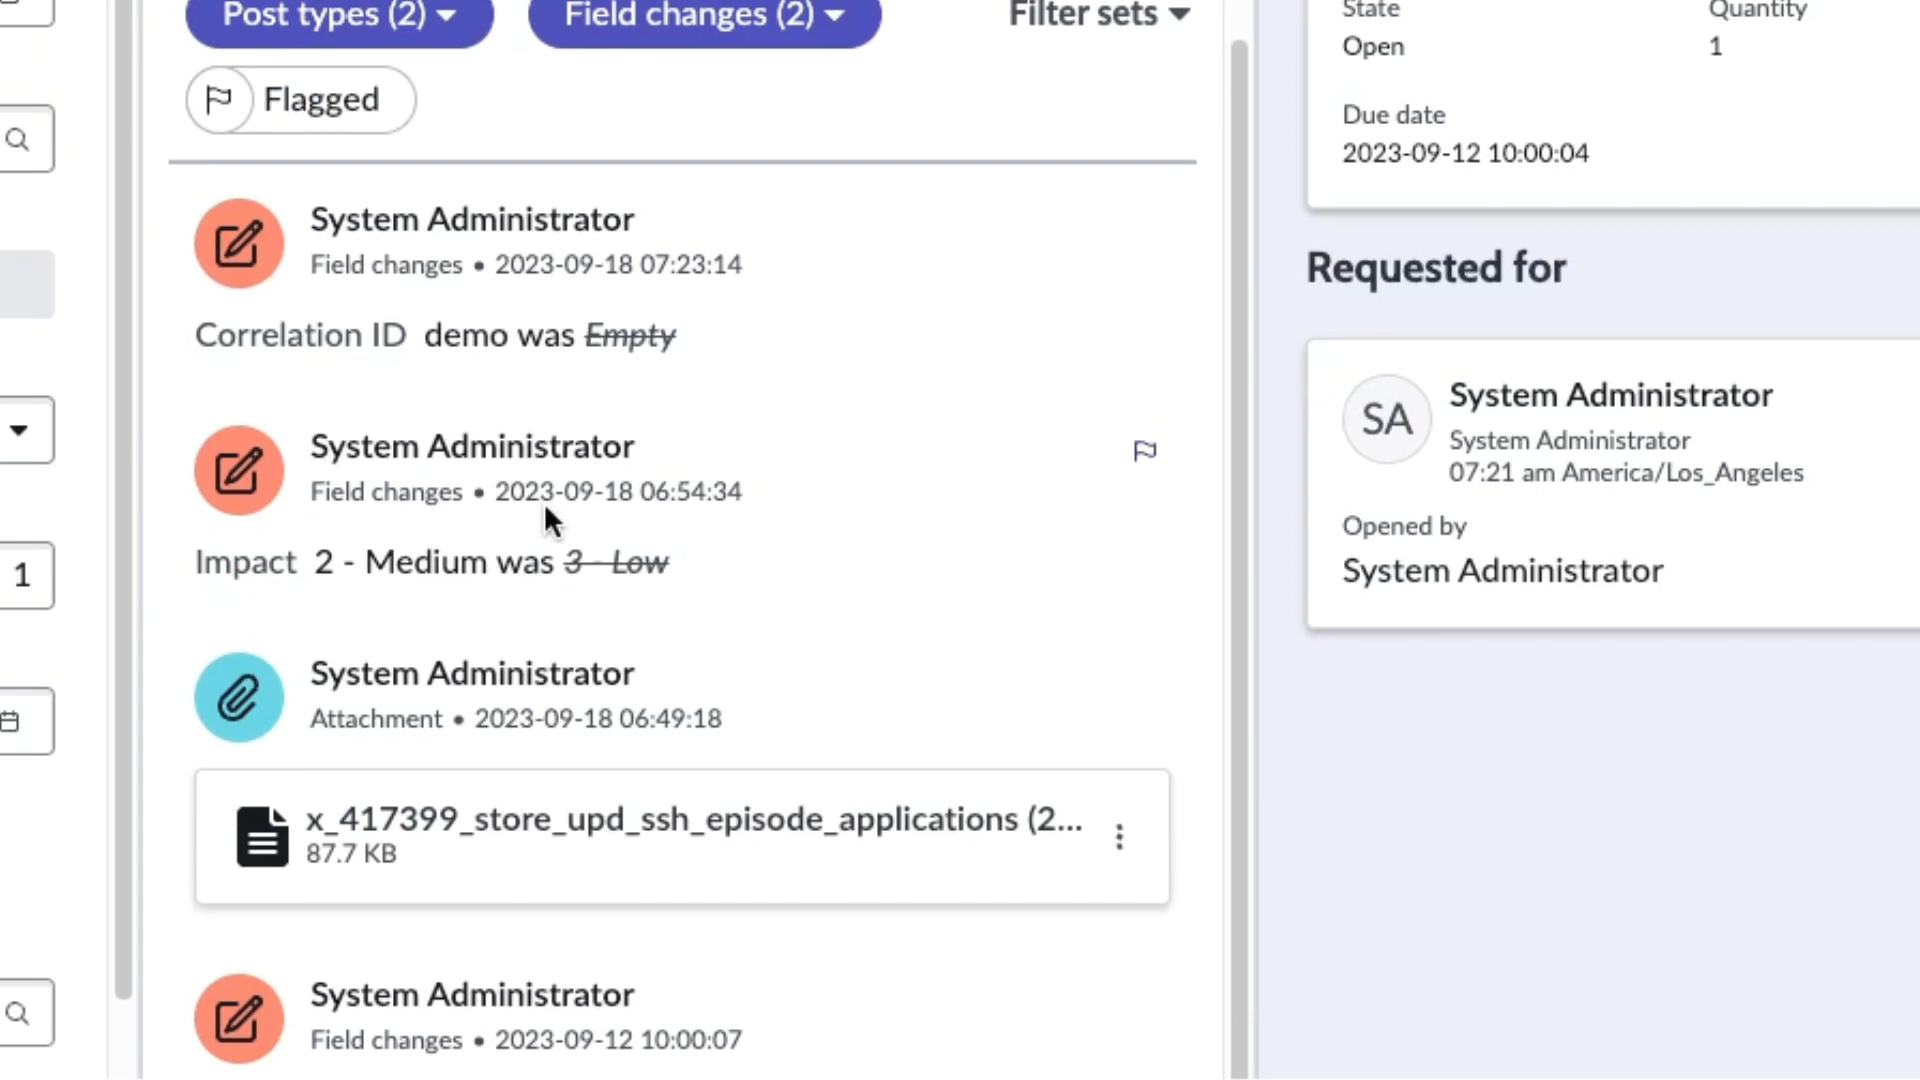 Post types (2)
Field changes (2)
Filter sets
Flagged
System Administrator
Field changes • 2023-09-18 07:23:14
Correlation ID demo was Empty
System Administrator
Field changes • 2023-09-18 06:54:34
Impact 2 - Medium was 3 - Low
System Administrator
Attachment • 2023-09-18 06:49:18
x_417399_store_upd_ssh_episode_applications (2...
87.7 KB
System Administrator
Field changes • 2023-09-12 10:00:07
1
State
Open
Quantity
1
Due date
2023-09-12 10:00:04
Requested for
SA
System Administrator
System Administrator
07:21 am America/Los_Angeles
Opened by
System Administrator